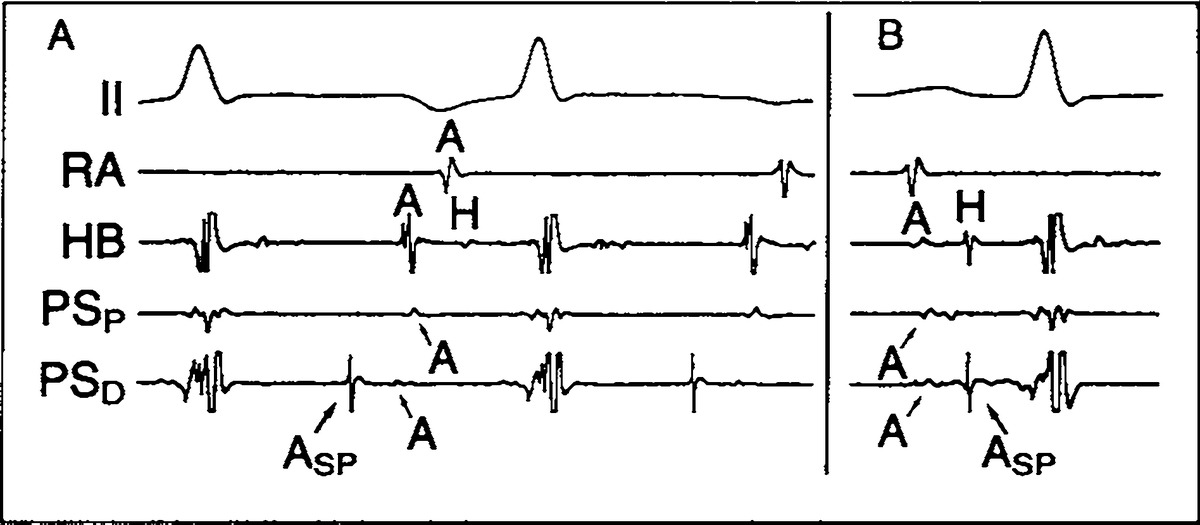 A B
II
A
RA
A H A H
HB
PSP
A A
PSD
A A
ASP ASP